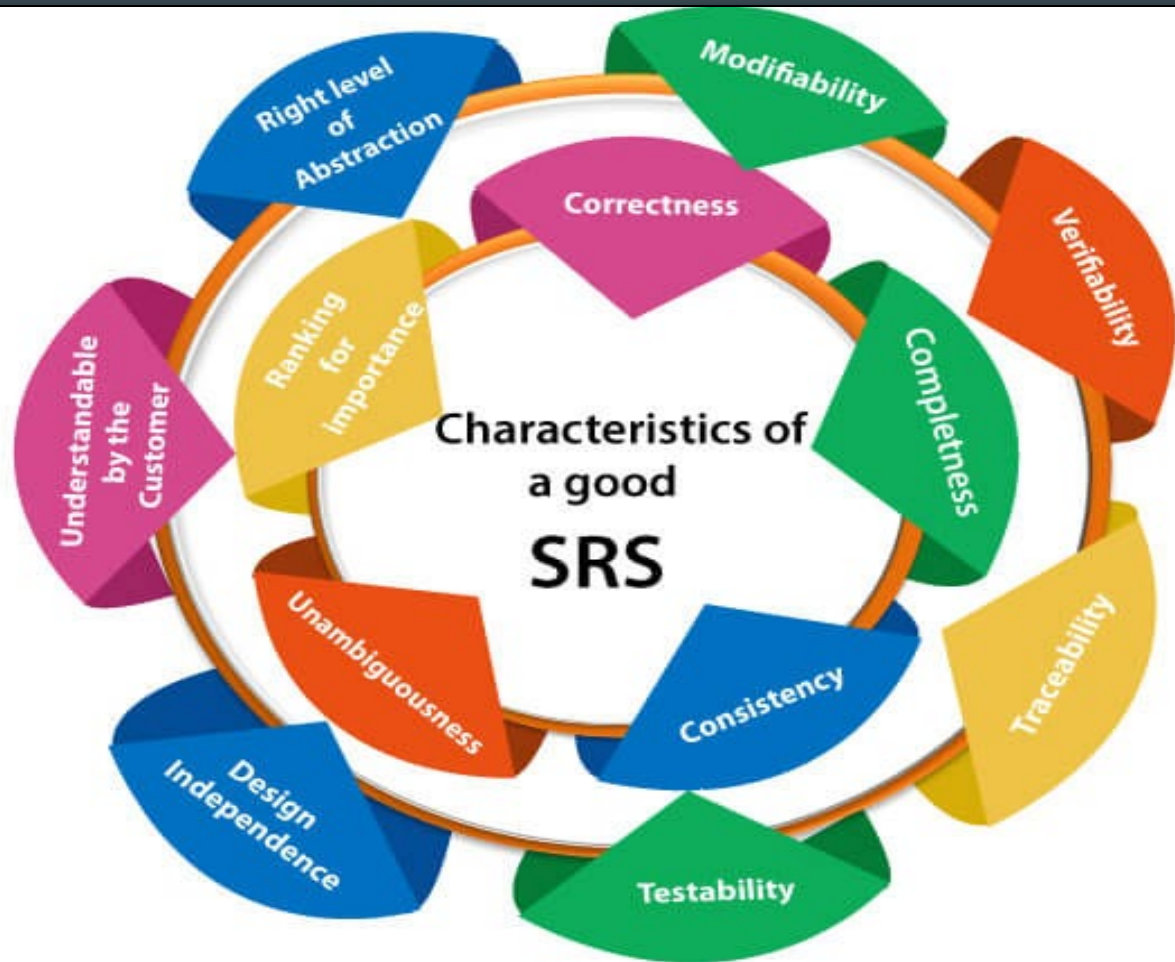 Characteristics of
a good
SRS
Correctness
Completness
Consistency
Unambiguousness
Ranking
for
importance
Modifiability
Verifiability
Traceability
Testability
Design
Independence
Understandable
by the
Customer
Right level
of
Abstraction